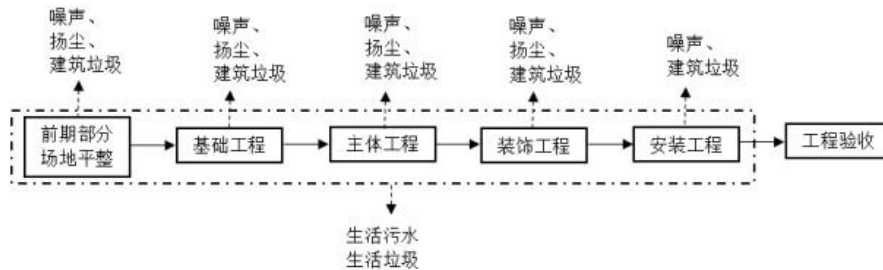 噪声、
扬尘、
建筑垃圾
噪声、
扬尘、
建筑垃圾
噪声、
扬尘、
建筑垃圾
噪声、
扬尘、
建筑垃圾
噪声、
建筑垃圾
前期部分
场地平整
基础工程
主体工程
装饰工程
安装工程
工程验收
生活污水
生活垃圾